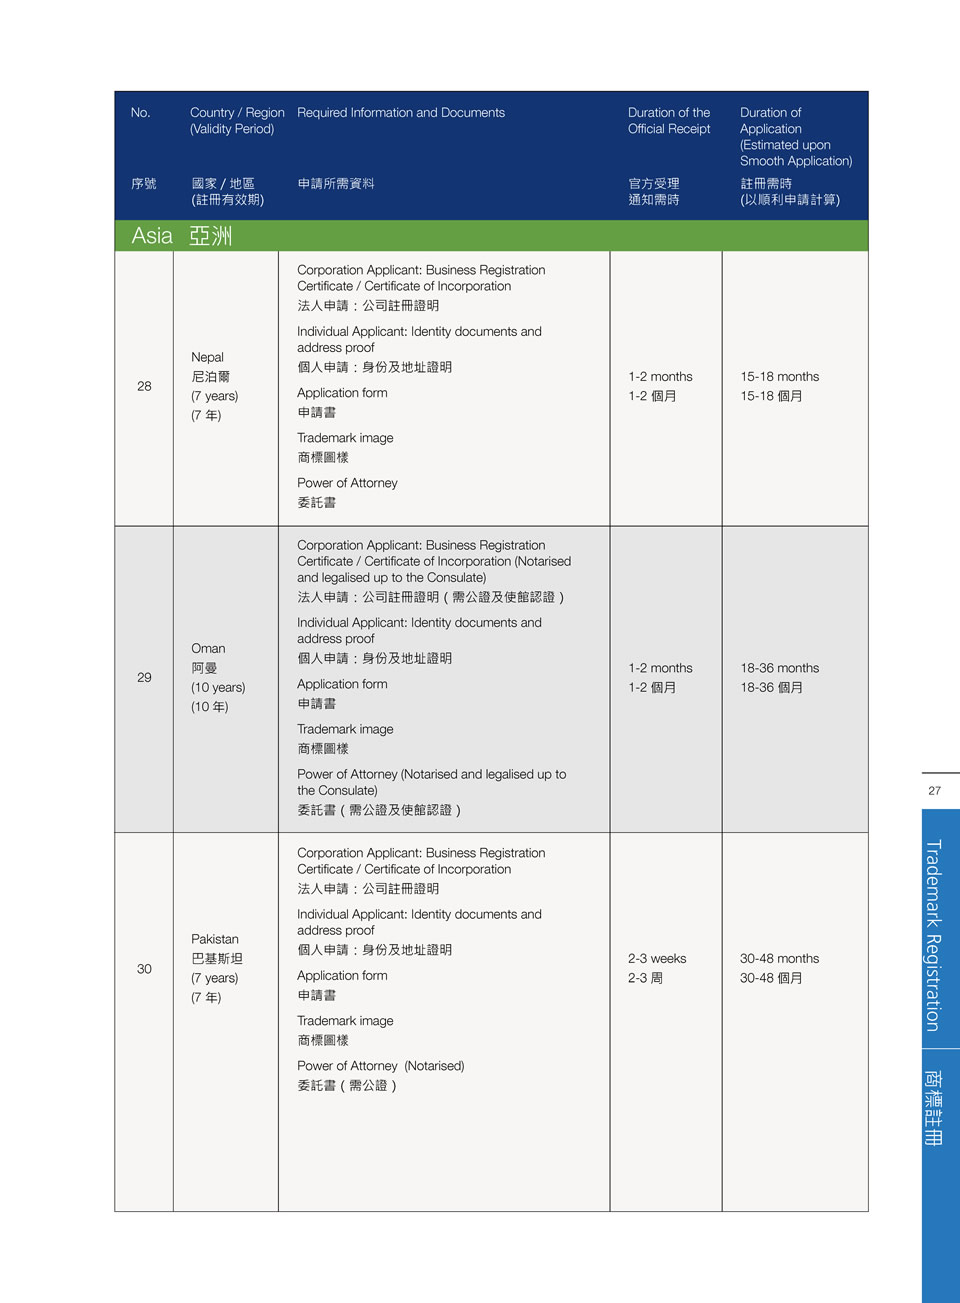 No.
Country / Region
(Validity Period)
Required Information and Documents
Duration of the
Official Receipt
Duration of
Application
(Estimated upon
Smooth Application)
序號
國家 / 地區
(註冊有效期)
申請所需資料
官方受理
通知需時
註冊需時
(以順利申請計算)
Asia 亞洲
28
Nepal
尼泊爾
(7 years)
(7 年)
Corporation Applicant: Business Registration
Certificate / Certificate of Incorporation
法人申請：公司註冊證明
Individual Applicant: Identity documents and
address proof
個人申請：身份及地址證明
Application form
申請書
Trademark image
商標圖樣
Power of Attorney
委託書
1-2 months
1-2 個月
15-18 months
15-18 個月
29
Oman
阿曼
(10 years)
(10 年)
Corporation Applicant: Business Registration
Certificate / Certificate of Incorporation (Notarised
and legalised up to the Consulate)
法人申請：公司註冊證明（需公證及使館認證）
Individual Applicant: Identity documents and
address proof
個人申請：身份及地址證明
Application form
申請書
Trademark image
商標圖樣
Power of Attorney (Notarised and legalised up to
the Consulate)
委託書（需公證及使館認證）
1-2 months
1-2 個月
18-36 months
18-36 個月
30
Pakistan
巴基斯坦
(7 years)
(7 年)
Corporation Applicant: Business Registration
Certificate / Certificate of Incorporation
法人申請：公司註冊證明
Individual Applicant: Identity documents and
address proof
個人申請：身份及地址證明
Application form
申請書
Trademark image
商標圖樣
Power of Attorney (Notarised)
委託書（需公證）
2-3 weeks
2-3 周
30-48 months
30-48 個月
27
Trademark Registration
商標註冊